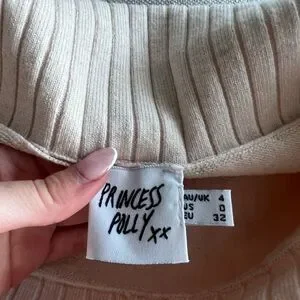 PRINCESS
POLLY xx
AU/UK 4
US 0
EU 32